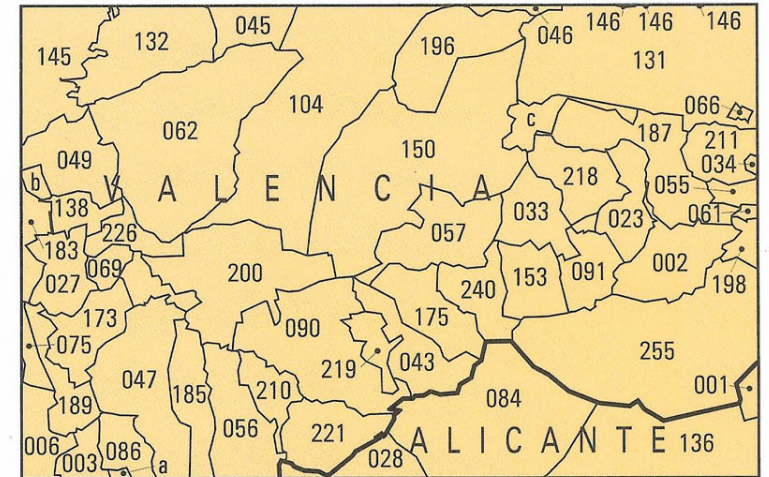 045 046 146 146 146
132 196
145 131
104 066
062 c 187 211
049 150 034
b 218 055
VALENCIA
138 033 023 061
226 057
183 002
069 200 153 091 198
027 240
173 090 175
075 219 043 255
047 185 210 001
189 084
056 221
006 086 ALICANTE 136
003 a 028